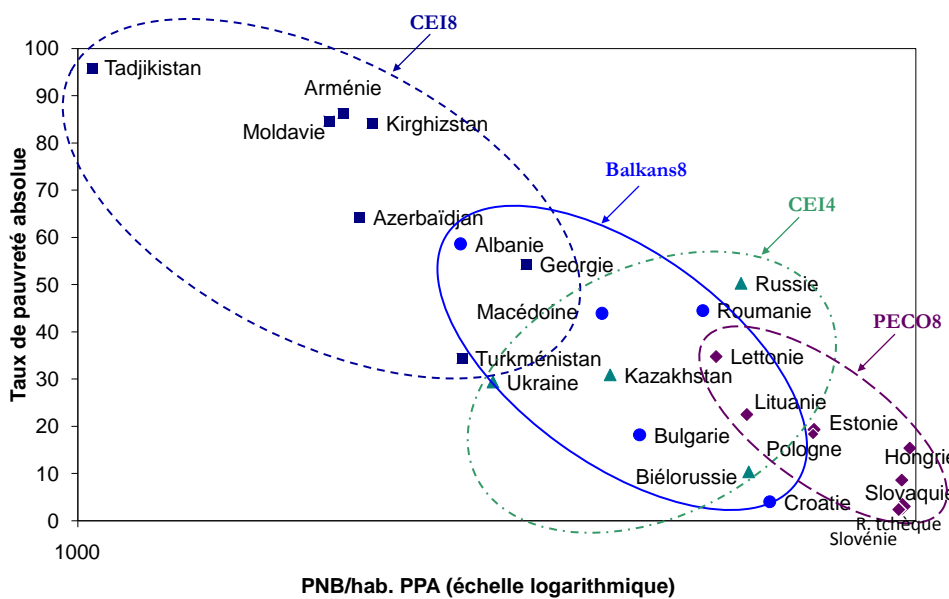 CEI8
100
Tadjikistan
90
Arménie
Moldavie
Kirghizstan
80
70
Balkans8
Azerbaïdjan
CEI4
60
Albanie
Georgie
50
Russie
Macédoine
Roumanie
PECO8
40
Turkménistan
Lettonie
30
Ukraine
Kazakhstan
Lituanie
20
Estonie
Bulgarie
Pologne
Hongrie
10
Biélorussie
Slovaquie
Croatie
0
R. tchèque
Slovénie
1000
Taux de pauvreté absolue
PNB/hab. PPA (échelle logarithmique)